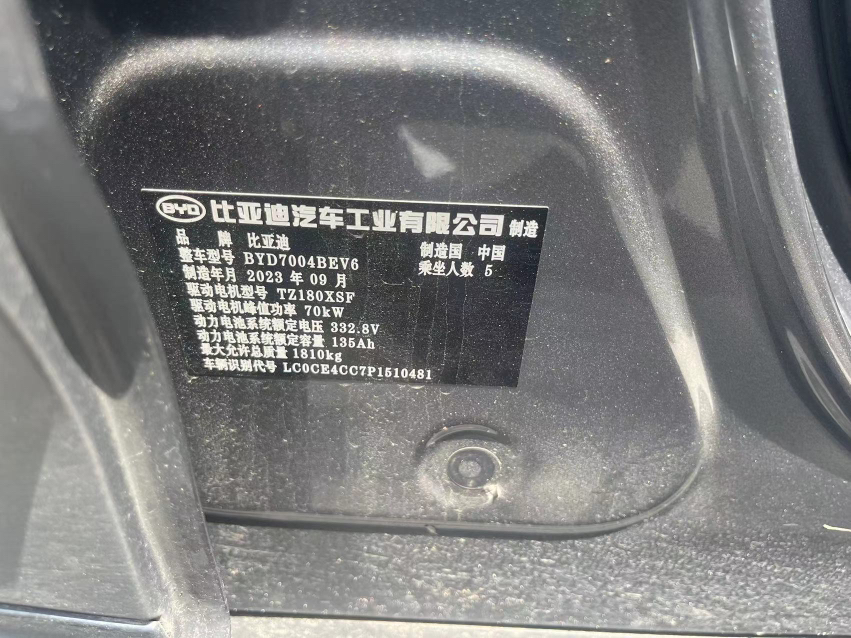 BYD 比亚迪汽车工业有限公司 制造
品 牌 比亚迪 制造国 中国
整车型号 BYD7004BEV6 乘坐人数 5
制造年月 2023 年 09 月
驱动电机型号 TZ180XSF
驱动电机峰值功率 70kW
动力电池系统额定电压 332.8V
动力电池系统额定容量 135Ah
最大允许总质量 1810kg
车辆识别代号 LC0CE4CC7P1510481